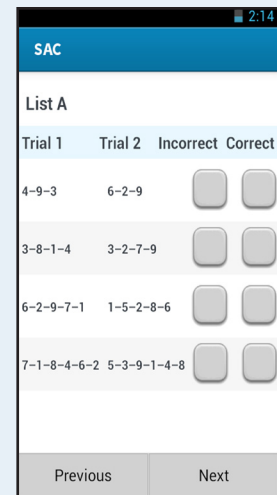 2:14
SAC
List A
Trial 1 Trial 2 Incorrect Correct
4-9-3 6-2-9
3-8-1-4 3-2-7-9
6-2-9-7-1 1-5-2-8-6
7-1-8-4-6-2 5-3-9-1-4-8
Previous Next